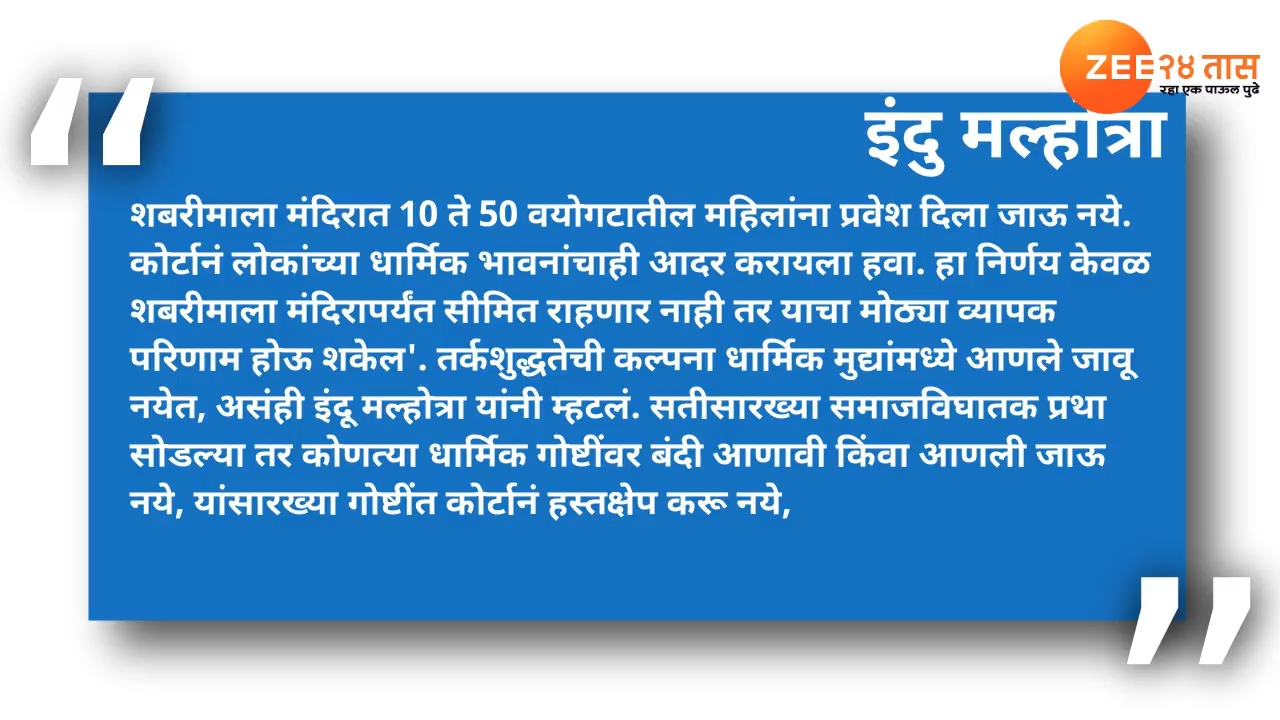 ZEE २४ तास
रहा एक पाऊल पुढे
इंदु मल्होत्रा
शबरीमाला मंदिरात 10 ते 50 वयोगटातील महिलांना प्रवेश दिला जाऊ नये.
कोर्टानं लोकांच्या धार्मिक भावनांचाही आदर करायला हवा. हा निर्णय केवळ
शबरीमाला मंदिरापर्यंत सीमित राहणार नाही तर याचा मोठ्या व्यापक
परिणाम होऊ शकेल'. तर्कशुद्धतेची कल्पना धार्मिक मुद्यांमध्ये आणले जावू
नयेत, असंही इंदू मल्होत्रा यांनी म्हटलं. सतीसारख्या समाजविघातक प्रथा
सोडल्या तर कोणत्या धार्मिक गोष्टींवर बंदी आणावी किंवा आणली जाऊ
नये, यांसारख्या गोष्टींत कोर्टानं हस्तक्षेप करू नये,